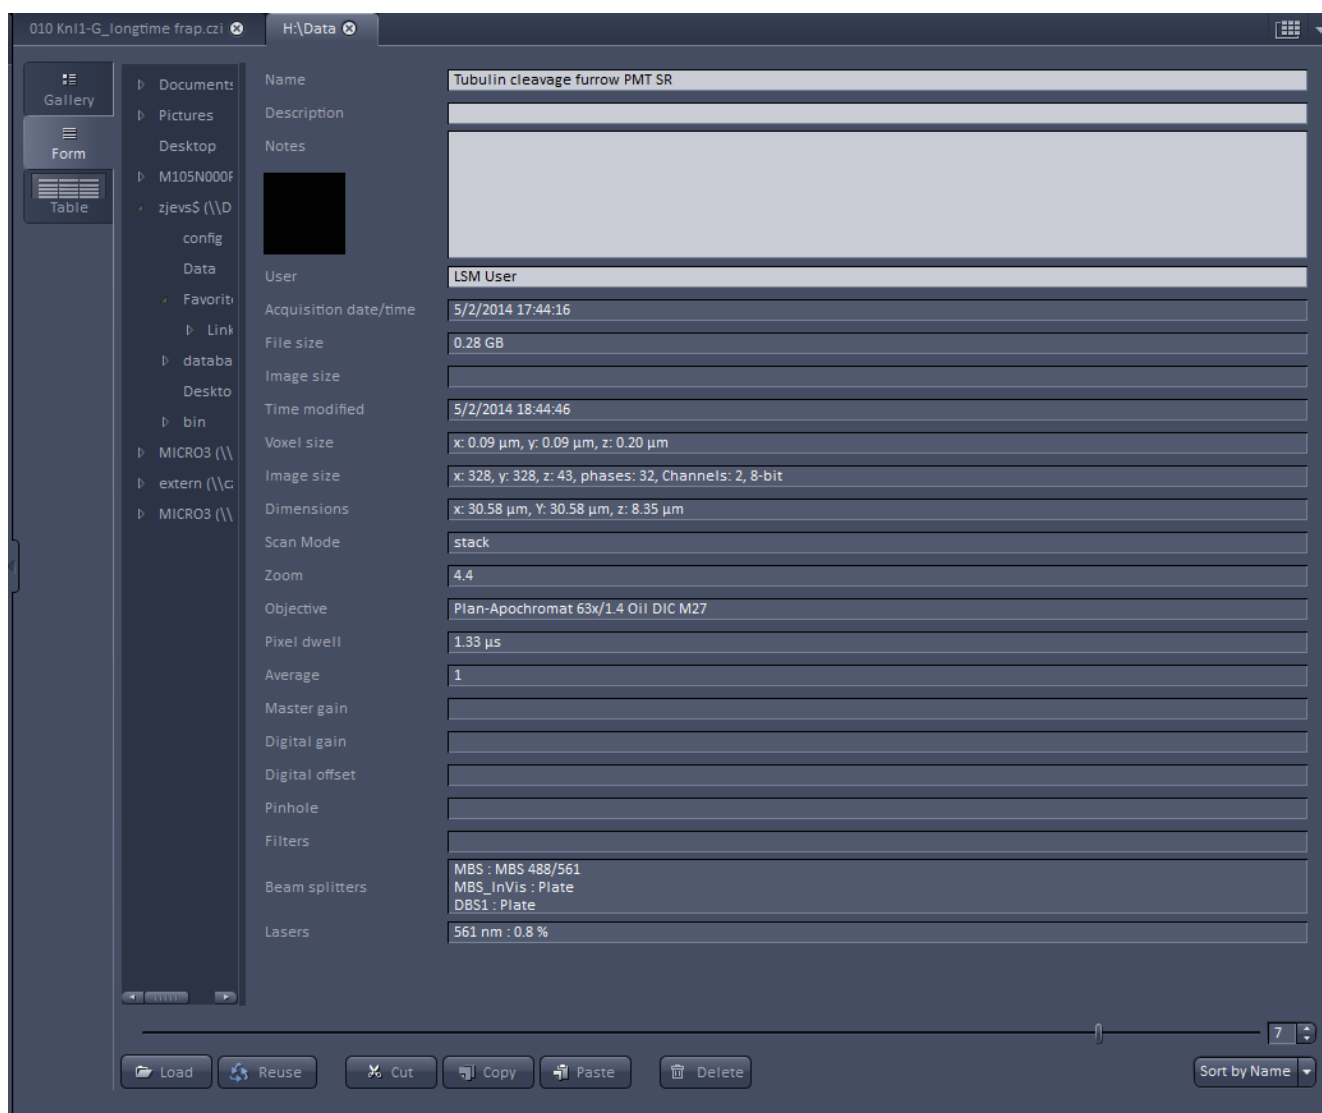 010 Knl1-G_longtime frap.czi
H:\Data
Gallery
Form
Table
Documents
Pictures
Desktop
M105N000F
zjevs$ (\\D
config
Data
Favorit
Link
databa
Deskto
bin
MICRO3 (\\
extern (\\c
MICRO3 (\\
Name Tubulin cleavage furrow PMT SR
Description
Notes
User LSM User
Acquisition date/time 5/2/2014 17:44:16
File size 0.28 GB
Image size
Time modified 5/2/2014 18:44:46
Voxel size x: 0.09 µm, y: 0.09 µm, z: 0.20 µm
Image size x: 328, y: 328, z: 43, phases: 32, Channels: 2, 8-bit
Dimensions x: 30.58 µm, Y: 30.58 µm, z: 8.35 µm
Scan Mode stack
Zoom 4.4
Objective Plan-Apochromat 63x/1.4 Oil DIC M27
Pixel dwell 1.33 µs
Average 1
Master gain
Digital gain
Digital offset
Pinhole
Filters
Beam splitters MBS : MBS 488/561
MBS_InVis : Plate
DBS1 : Plate
Lasers 561 nm : 0.8 %
7
Load Reuse Cut Copy Paste Delete Sort by Name